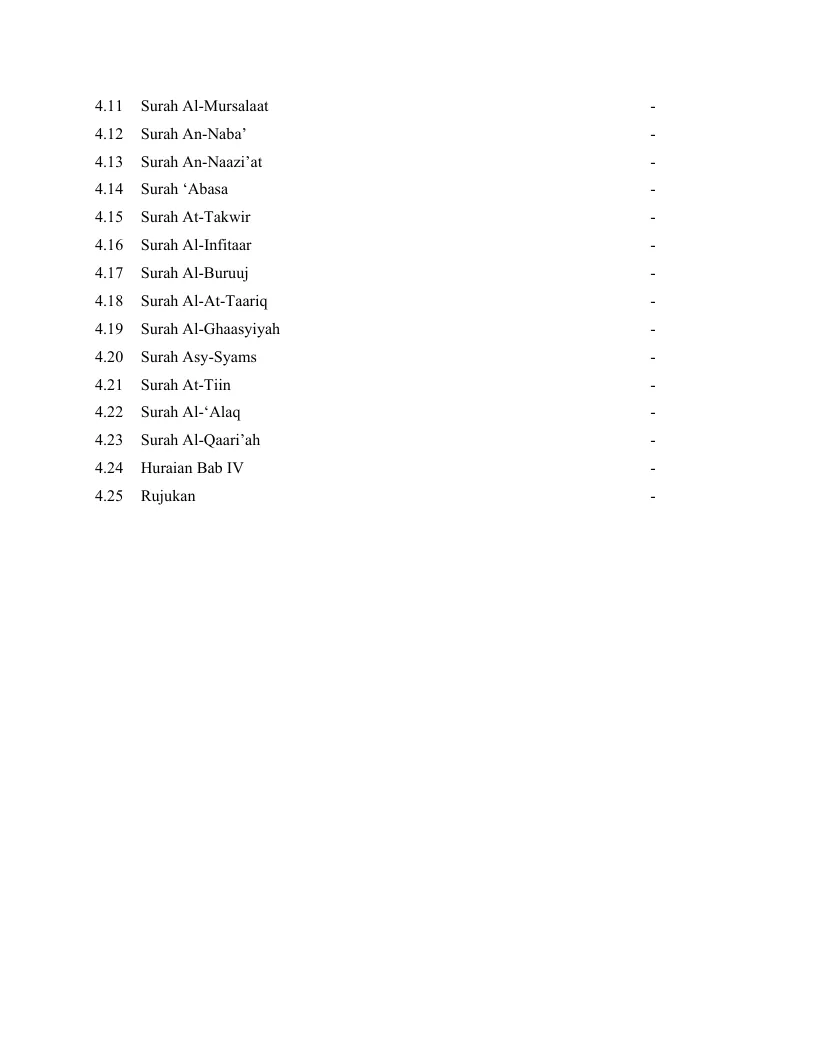 4.11 Surah Al-Mursalaat -
4.12 Surah An-Naba’ -
4.13 Surah An-Naazi’at -
4.14 Surah ‘Abasa -
4.15 Surah At-Takwir -
4.16 Surah Al-Infitaar -
4.17 Surah Al-Buruuj -
4.18 Surah Al-At-Taariq -
4.19 Surah Al-Ghaasyiyah -
4.20 Surah Asy-Syams -
4.21 Surah At-Tiin -
4.22 Surah Al-‘Alaq -
4.23 Surah Al-Qaari’ah -
4.24 Huraian Bab IV -
4.25 Rujukan -